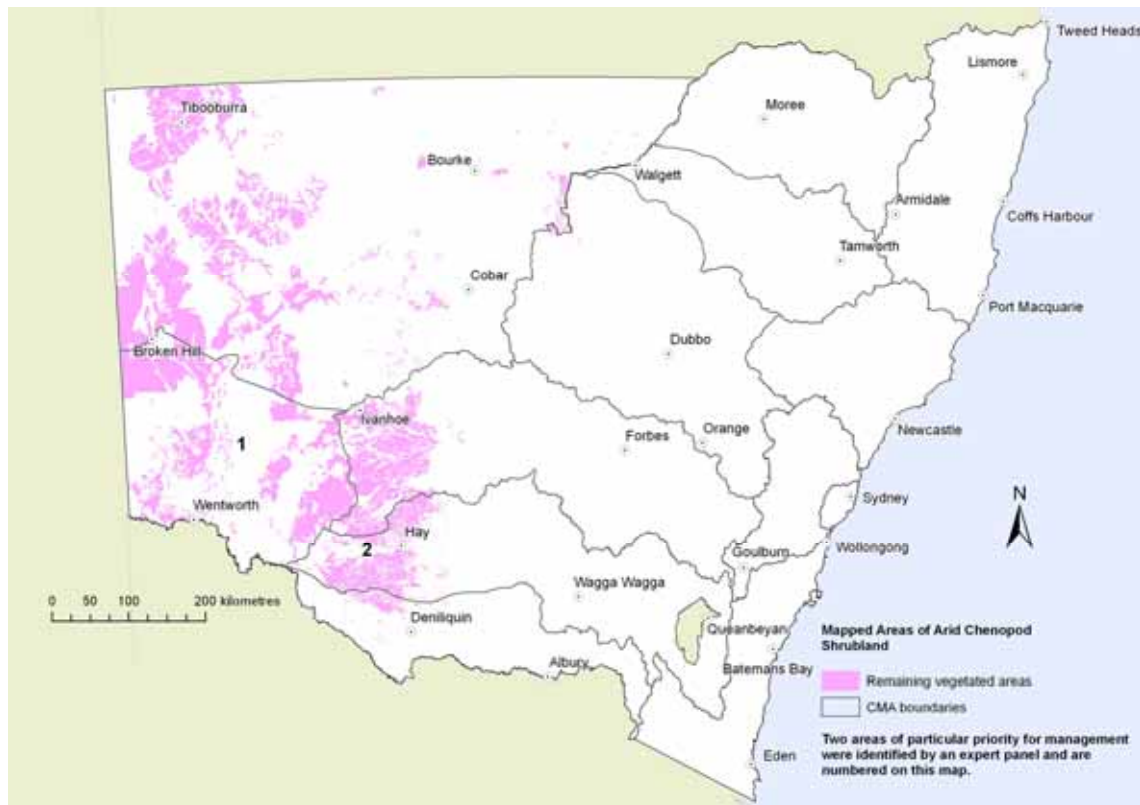 Tweed Heads
Lismore
Tibooburra
Moree
Bourke
Walgett
Armidale
Coffs Harbour
Tamworth
Cobar
Port Macquarie
Dubbo
Broken Hill
Ivanhoe
Forbes
Orange
Newcastle
1
Wentworth
Sydney
N
Hay
2
Goulburn
Wollongong
Wagga Wagga
0 50 100 200 kilometres
Deniliquin
Queanbeyan
Albury
Batemans Bay
Eden
Mapped Areas of Arid Chenopod
Shrubland
Remaining vegetated areas
CMA boundaries
Two areas of particular priority for management
were identified by an expert panel and are
numbered on this map.